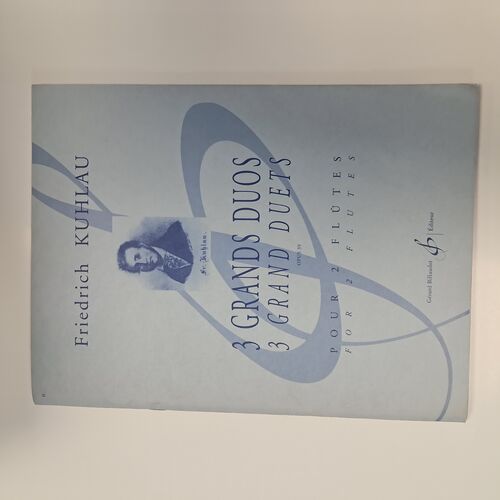 Friedrich KUHLAU
Fr. Kuhlau.
3 GRANDS DUOS
3 GRAND DUETS
OPUS 39
POUR 2 FLÛTES
FOR 2 FLUTES
Gérard Billaudot Éditeur